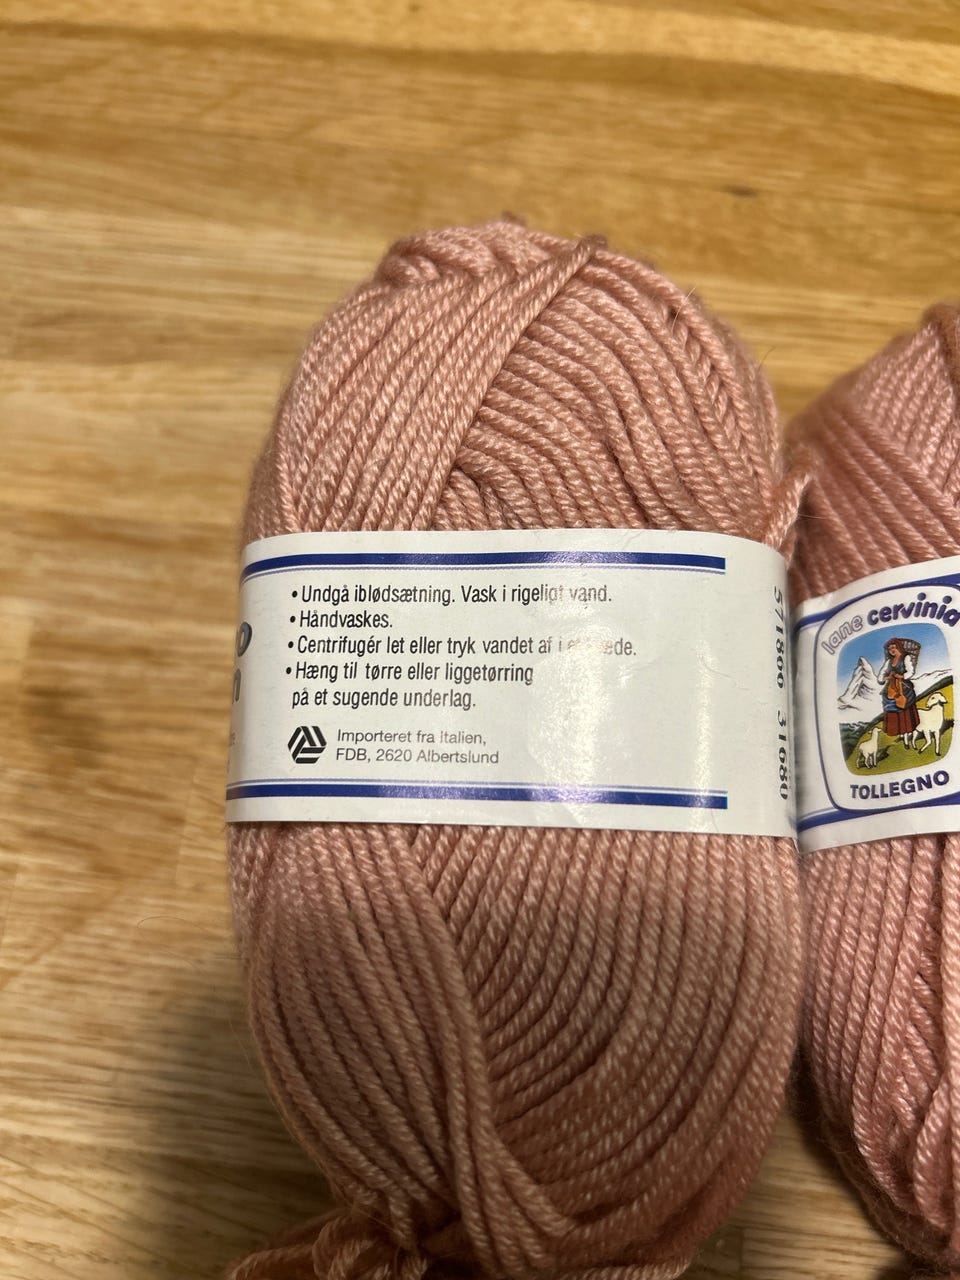 • Undgå iblødsætning. Vask i rigeligt vand.
• Håndvaskes.
• Centrifugér let eller tryk vandet af i
• Hæng til tørre eller liggetørring
på et sugende underlag.
Importeret fra Italien,
FDB, 2620 Albertslund
571800 31680
lane cervinia
TOLLEGNO